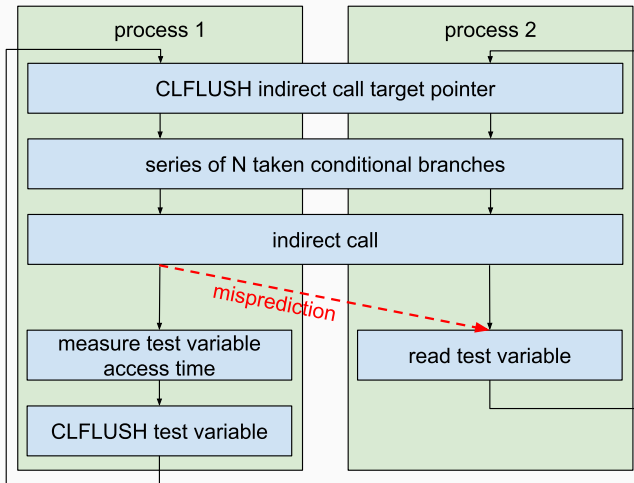 process 1
process 2
CLFLUSH indirect call target pointer
series of N taken conditional branches
indirect call
misprediction
measure test variable
access time
read test variable
CLFLUSH test variable